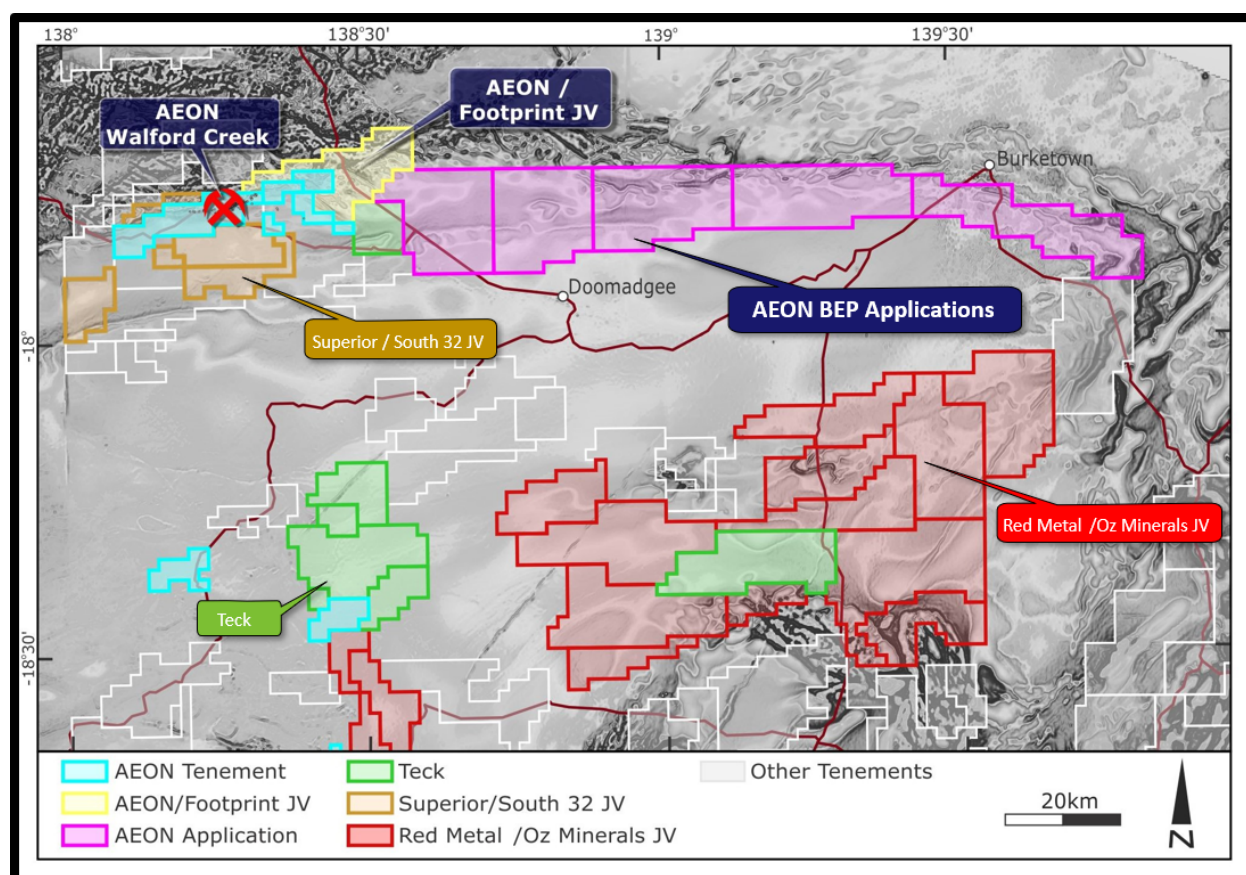 138°
138°30'
139°
139°30'
AEON /
Footprint JV
AEON
Walford Creek
Burketown
Doomadgee
AEON BEP Applications
Superior / South 32 JV
-18°
Red Metal /Oz Minerals JV
Teck
-18°30'
AEON Tenement
Teck
Other Tenements
AEON/Footprint JV
Superior/South 32 JV
20km
AEON Application
Red Metal /Oz Minerals JV
N